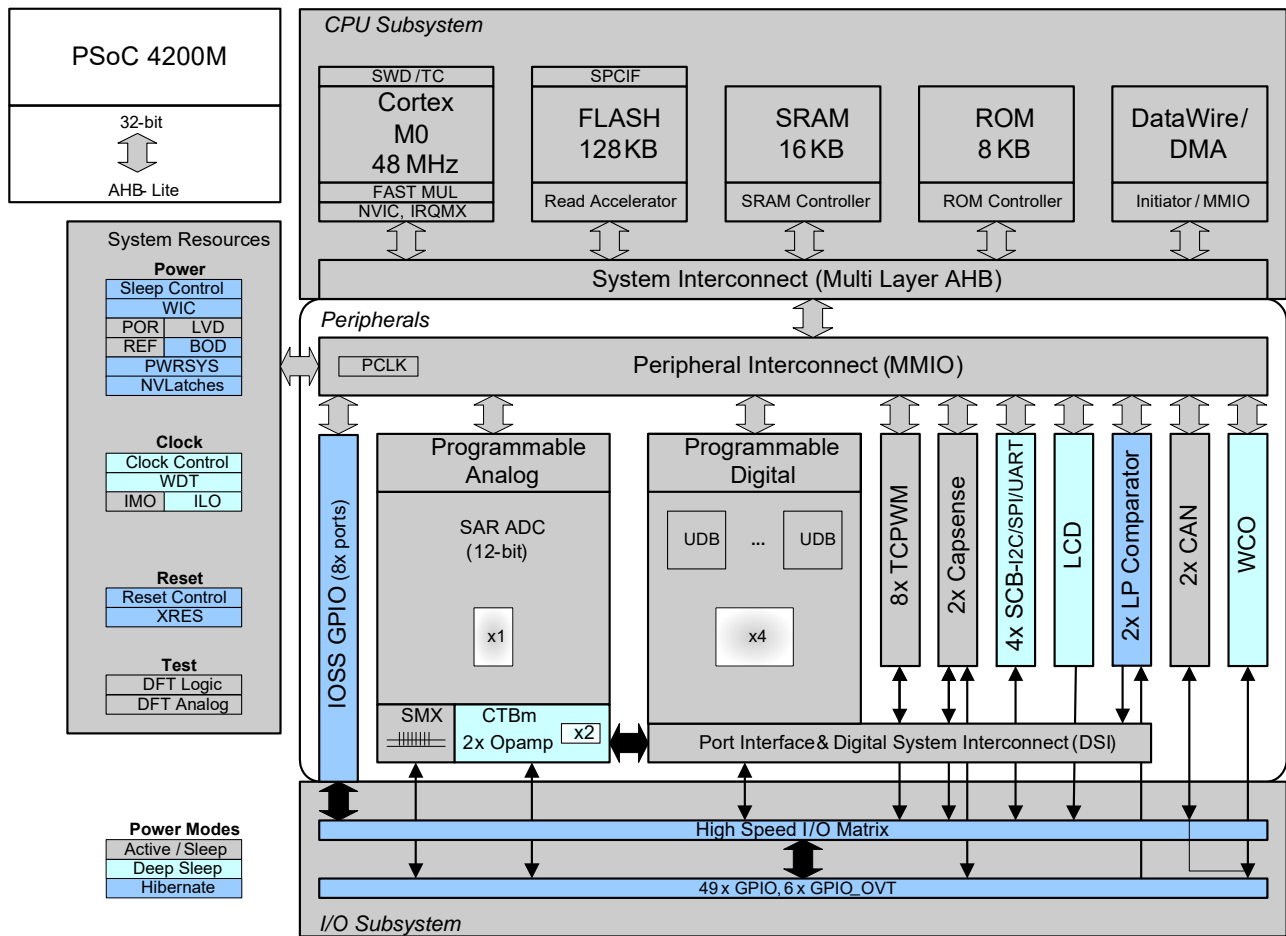 PSoC 4200M
32-bit
AHB- Lite
CPU Subsystem
SWD /TC
Cortex
M0
48 MHz
FAST MUL
NVIC, IRQMX
SPCIF
FLASH
128 KB
Read Accelerator
SRAM
16 KB
SRAM Controller
ROM
8 KB
ROM Controller
DataWire/
DMA
Initiator / MMIO
System Interconnect (Multi Layer AHB)
System Resources
Power
Sleep Control
WIC
POR LVD
REF BOD
PWRSYS
NVLatches
Clock
Clock Control
WDT
IMO ILO
Reset
Reset Control
XRES
Test
DFT Logic
DFT Analog
Peripherals
PCLK
Peripheral Interconnect (MMIO)
IOSS GPIO (8x ports)
Programmable
Analog
SAR ADC
(12-bit)
x1
SMX
CTBm
2x Opamp
x2
Programmable
Digital
UDB ... UDB
x4
8x TCPWM
2x Capsense
4x SCB-I2C/SPI/UART
LCD
2x LP Comparator
2x CAN
WCO
Port Interface & Digital System Interconnect (DSI)
High Speed I/O Matrix
49 x GPIO, 6 x GPIO_OVT
I/O Subsystem
Power Modes
Active / Sleep
Deep Sleep
Hibernate